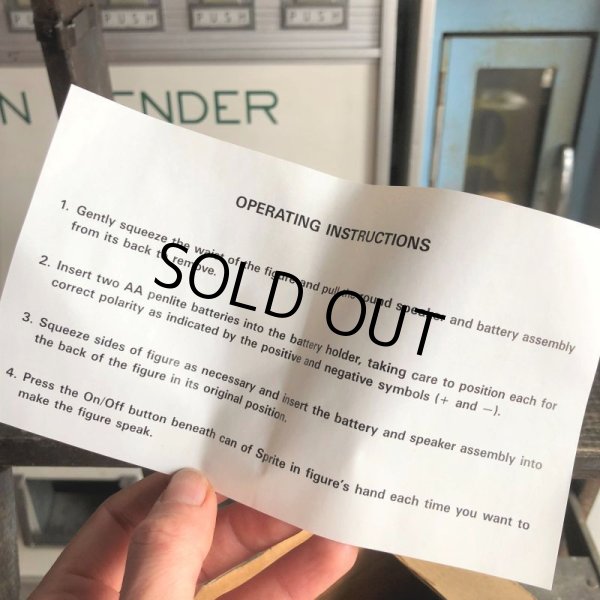 PUSH PUSH PUSH PUSH
N ENDER
OPERATING INSTRUCTIONS
1. Gently squeeze the waist of the figure and pull the round speaker and battery assembly
from its back to remove.
2. Insert two AA penlite batteries into the battery holder, taking care to position each for
correct polarity as indicated by the positive and negative symbols (+ and —).
3. Squeeze sides of figure as necessary and insert the battery and speaker assembly into
the back of the figure in its original position.
4. Press the On/Off button beneath can of Sprite in figure's hand each time you want to
make the figure speak.
SOLD OUT